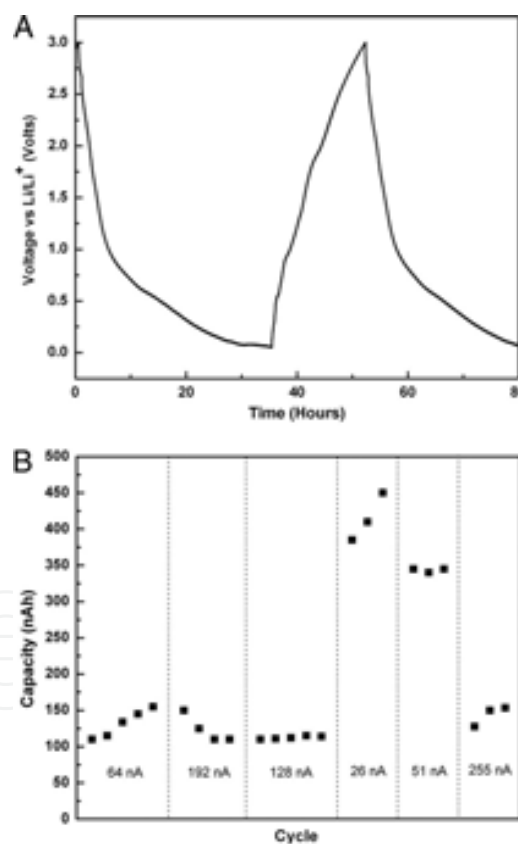 A
3.0
2.5
2.0
1.5
1.0
0.5
0.0
Voltage vs Li/Li⁺ (Volts)
0 20 40 60 80
Time (Hours)
B
500
450
400
350
300
250
200
150
100
50
0
Capacity (nAh)
64 nA 192 nA 128 nA 26 nA 51 nA 255 nA
Cycle